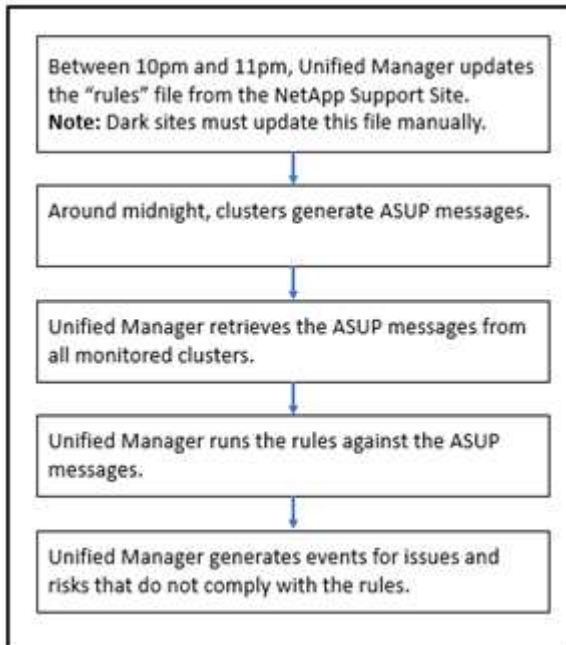 Between 10pm and 11pm, Unified Manager updates
the “rules” file from the NetApp Support Site.
Note: Dark sites must update this file manually.
Around midnight, clusters generate ASUP messages.
Unified Manager retrieves the ASUP messages from
all monitored clusters.
Unified Manager runs the rules against the ASUP
messages.
Unified Manager generates events for issues and
risks that do not comply with the rules.